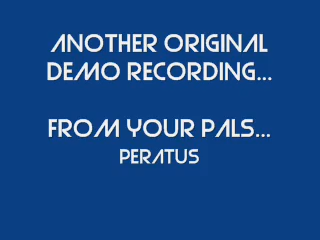 ANOTHER ORIGINAL
DEMO RECORDING...
FROM YOUR PALS...
PERATUS